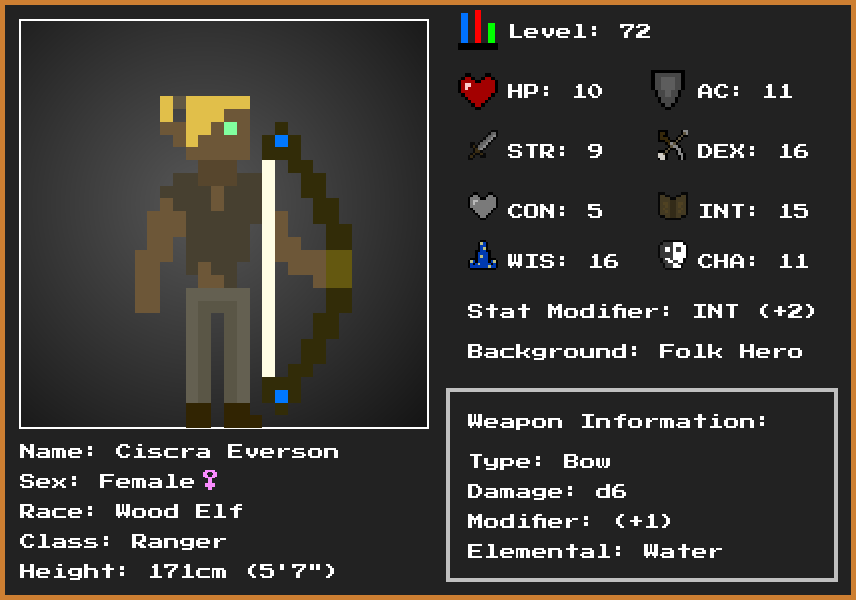 Level: 72
HP: 10
AC: 11
STR: 9
DEX: 16
CON: 5
INT: 15
WIS: 16
CHA: 11
Stat Modifier: INT (+2)
Background: Folk Hero
Weapon Information:
Type: Bow
Damage: d6
Modifier: (+1)
Elemental: Water
Name: Ciscra Everson
Sex: Female♀
Race: Wood Elf
Class: Ranger
Height: 171cm (5'7")